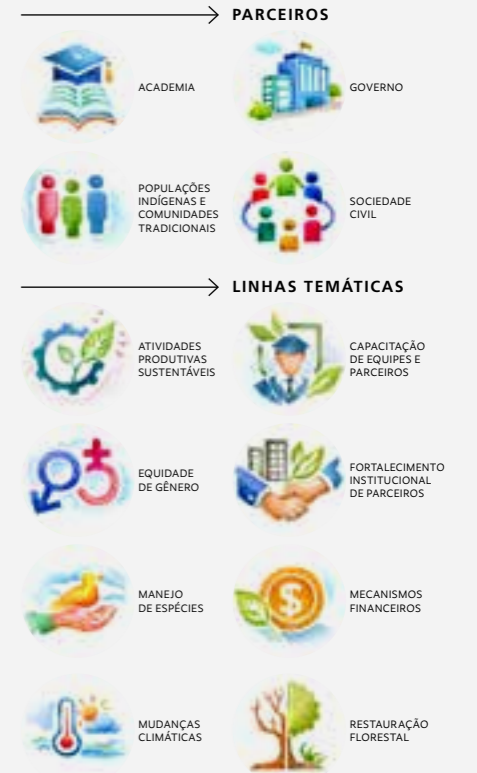 PARCEIROS
ACADEMIA
GOVERNO
POPULAÇÕES
INDÍGENAS E
COMUNIDADES
TRADICIONAIS
SOCIEDADE
CIVIL
LINHAS TEMÁTICAS
ATIVIDADES
PRODUTIVAS
SUSTENTÁVEIS
CAPACITAÇÃO
DE EQUIPES E
PARCEIROS
EQUIDADE
DE GÊNERO
FORTALECIMENTO
INSTITUCIONAL
DE PARCEIROS
MANEJO
DE ESPÉCIES
MECANISMOS
FINANCEIROS
MUDANÇAS
CLIMÁTICAS
RESTAURAÇÃO
FLORESTAL